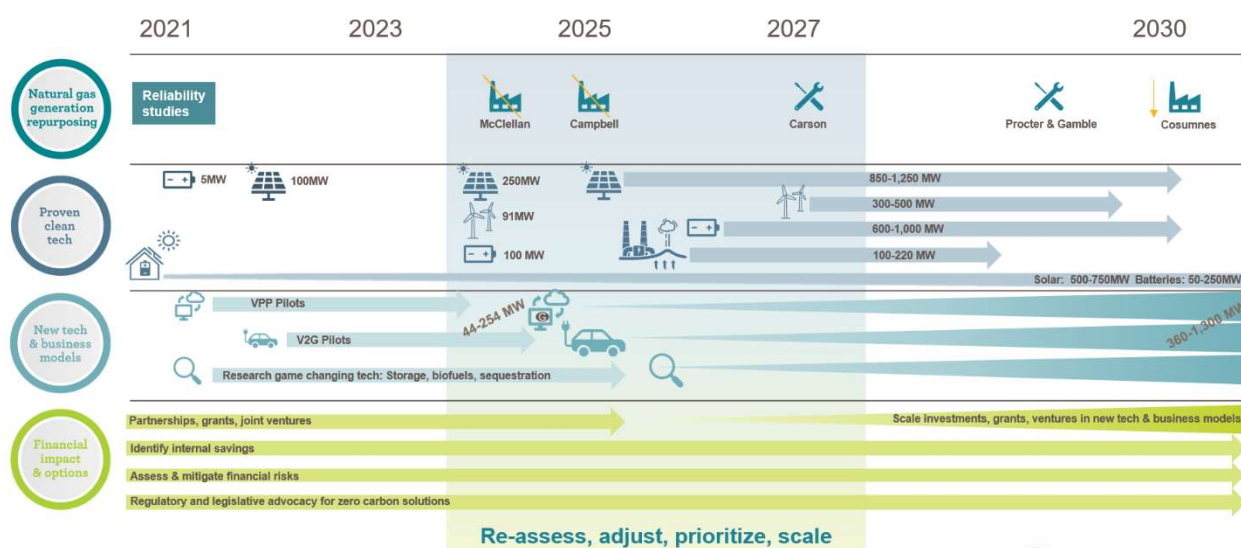 2021
2023
2025
2027
2030
Natural gas
generation
repurposing
Reliability
studies
McClellan
Campbell
Carson
Procter & Gamble
Cosumnes
Proven
clean
tech
5MW
100MW
250MW
91MW
100 MW
850-1,250 MW
300-500 MW
600-1,000 MW
100-220 MW
Solar: 500-750MW Batteries: 50-250MW
New tech
& business
models
VPP Pilots
V2G Pilots
44-254 MW
G
360-1,300 MW
Research game changing tech: Storage, biofuels, sequestration
Financial
impact
& options
Partnerships, grants, joint ventures
Scale investments, grants, ventures in new tech & business models
Identify internal savings
Assess & mitigate financial risks
Regulatory and legislative advocacy for zero carbon solutions
Re-assess, adjust, prioritize, scale